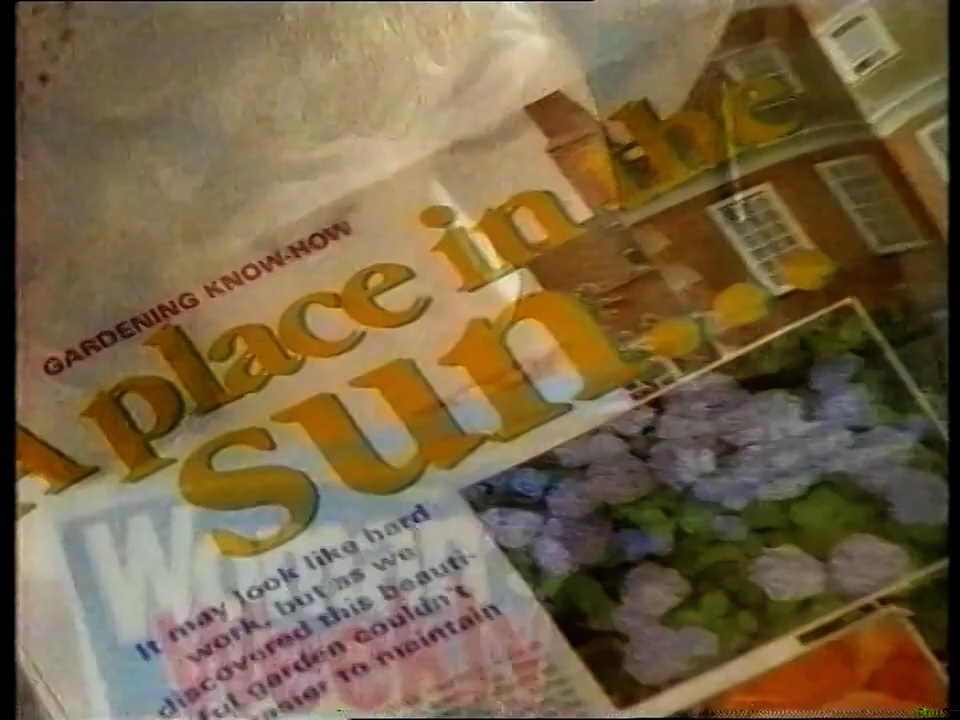 GARDENING KNOW-HOW
A place in the
sun...
It may look like hard
work, but as we
discovered this beauti-
ful garden couldn't
easier to maintain